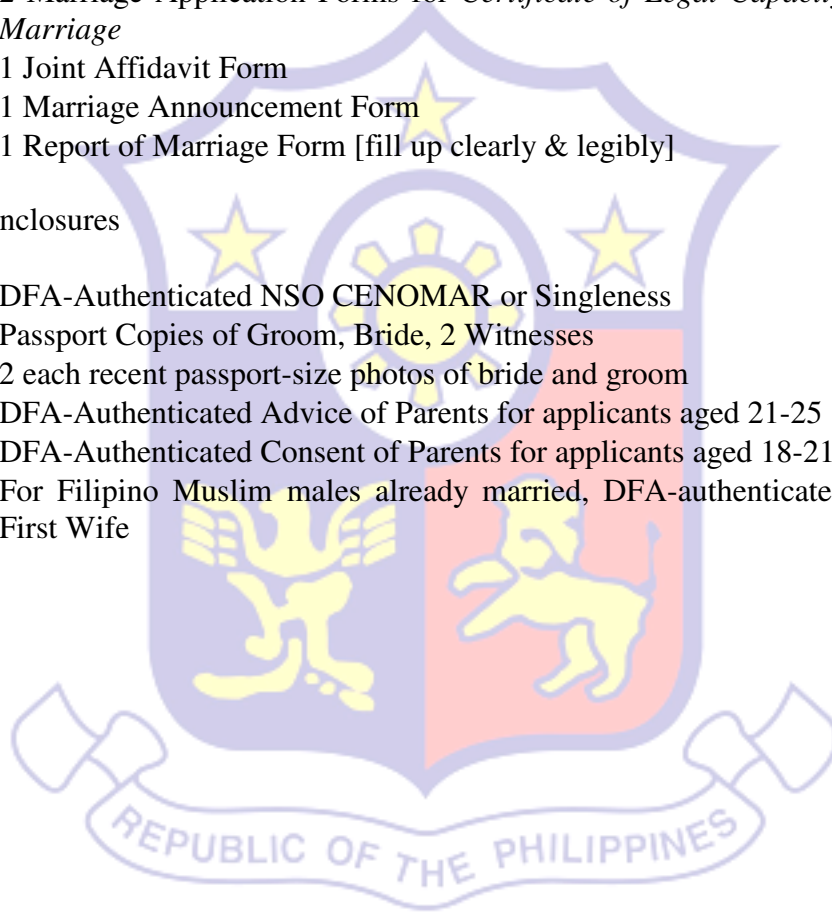 2 Marriage Application Forms for Certificate of Legal Capacity
Marriage
1 Joint Affidavit Form
1 Marriage Announcement Form
1 Report of Marriage Form [fill up clearly & legibly]
nclosures
DFA-Authenticated NSO CENOMAR or Singleness
Passport Copies of Groom, Bride, 2 Witnesses
2 each recent passport-size photos of bride and groom
DFA-Authenticated Advice of Parents for applicants aged 21-25
DFA-Authenticated Consent of Parents for applicants aged 18-21
For Filipino Muslim males already married, DFA-authenticate
First Wife
REPUBLIC OF THE PHILIPPINES